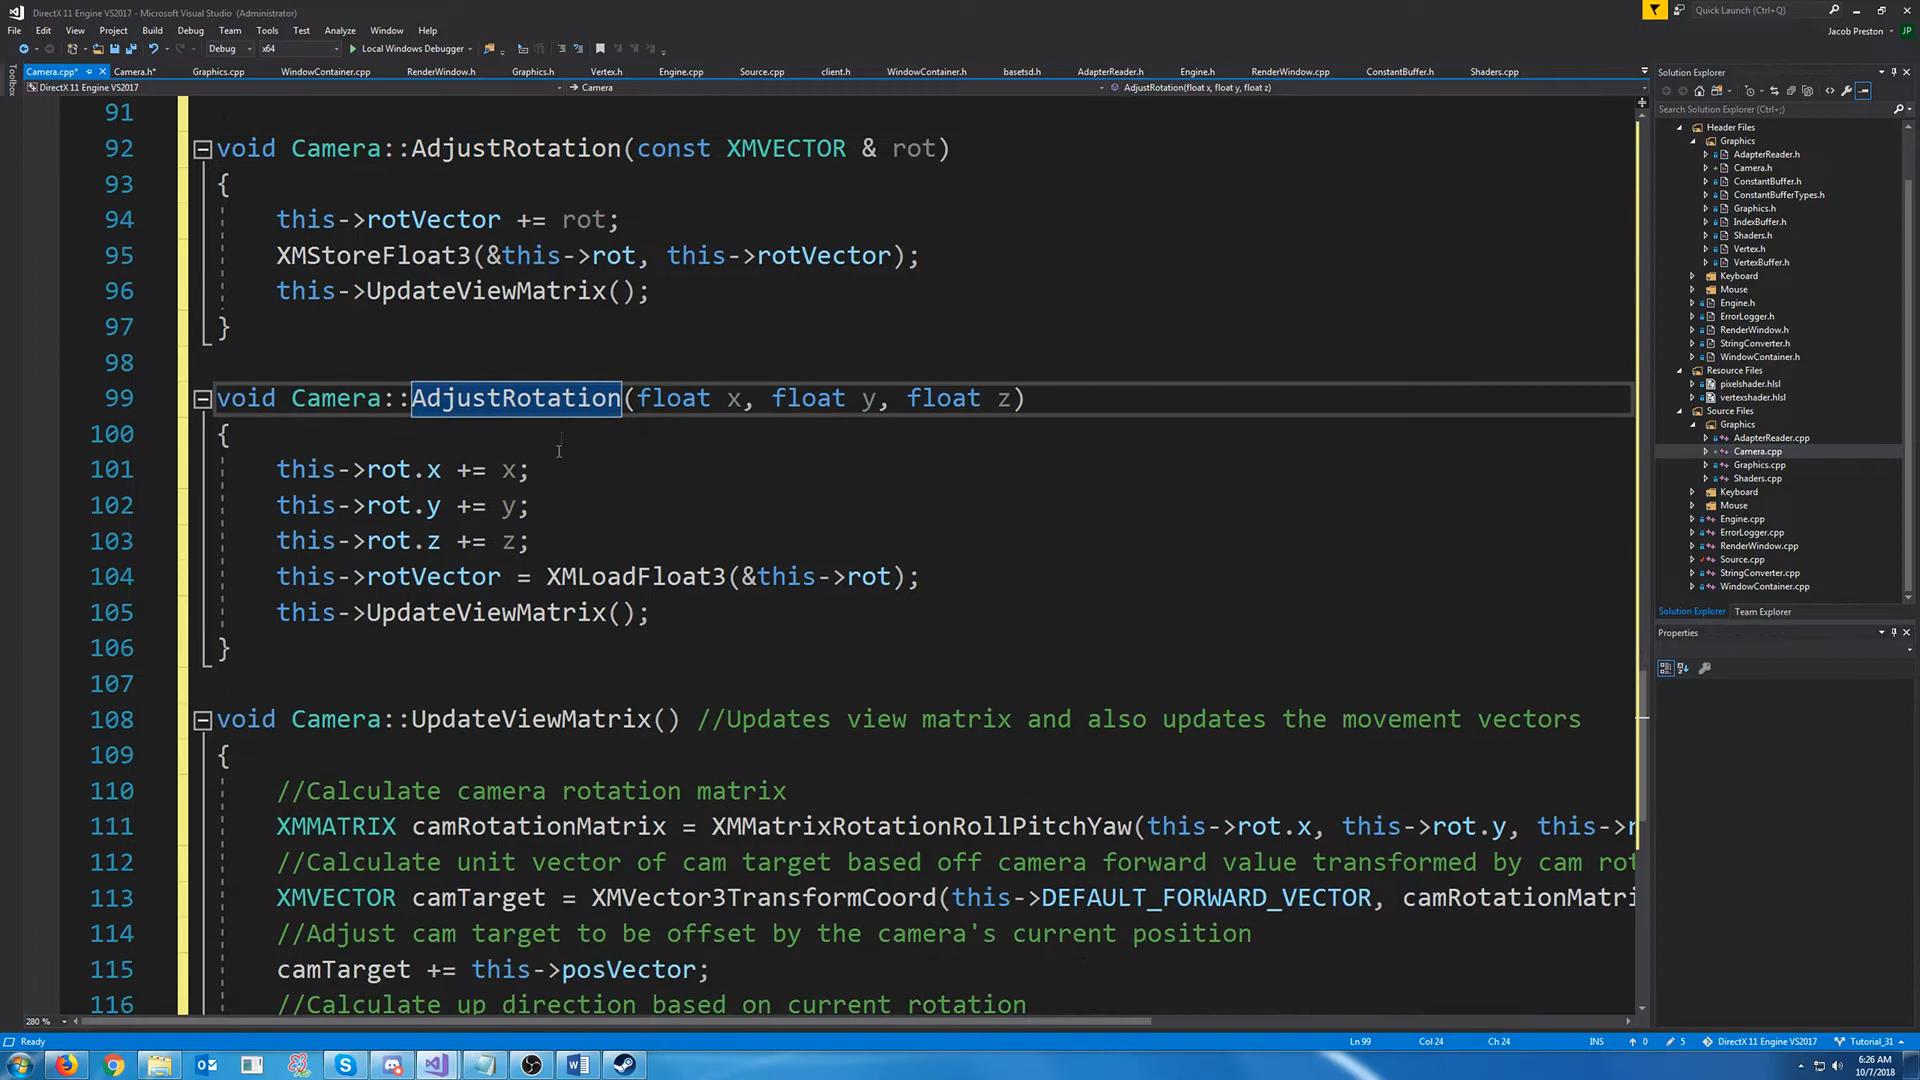 DirectX 11 Engine VS2017 - Microsoft Visual Studio (Administrator)
Quick Launch (Ctrl+Q)
File Edit View Project Build Debug Team Tools Test Analyze Window Help
Jacob Preston JP
Debug x64 Local Windows Debugger
Camera.cpp* Camera.h* Graphics.cpp WindowContainer.cpp RenderWindow.h Graphics.h Vertex.h Engine.cpp Source.cpp client.h WindowContainer.h basetsd.h AdapterReader.h Engine.h RenderWindow.cpp ConstantBuffer.h Shaders.cpp
DirectX 11 Engine VS2017 Camera AdjustRotation(float x, float y, float z)
Toolbox
91
92 void Camera::AdjustRotation(const XMVECTOR & rot)
93 {
94 this->rotVector += rot;
95 XMStoreFloat3(&this->rot, this->rotVector);
96 this->UpdateViewMatrix();
97 }
98
99 void Camera::AdjustRotation(float x, float y, float z)
100 {
101 this->rot.x += x;
102 this->rot.y += y;
103 this->rot.z += z;
104 this->rotVector = XMLoadFloat3(&this->rot);
105 this->UpdateViewMatrix();
106 }
107
108 void Camera::UpdateViewMatrix() //Updates view matrix and also updates the movement vectors
109 {
110 //Calculate camera rotation matrix
111 XMMATRIX camRotationMatrix = XMMatrixRotationRollPitchYaw(this->rot.x, this->rot.y, this->r
112 //Calculate unit vector of cam target based off camera forward value transformed by cam rot
113 XMVECTOR camTarget = XMVector3TransformCoord(this->DEFAULT_FORWARD_VECTOR, camRotationMatri
114 //Adjust cam target to be offset by the camera's current position
115 camTarget += this->posVector;
116 //Calculate up direction based on current rotation
280 %
Solution Explorer
Search Solution Explorer (Ctrl+;)
Header Files
Graphics
AdapterReader.h
Camera.h
ConstantBuffer.h
ConstantBufferTypes.h
Graphics.h
IndexBuffer.h
Shaders.h
Vertex.h
VertexBuffer.h
Keyboard
Mouse
Engine.h
ErrorLogger.h
RenderWindow.h
StringConverter.h
WindowContainer.h
Resource Files
pixelshader.hlsl
vertexshader.hlsl
Source Files
Graphics
AdapterReader.cpp
Camera.cpp
Graphics.cpp
Shaders.cpp
Keyboard
Mouse
Engine.cpp
ErrorLogger.cpp
RenderWindow.cpp
Source.cpp
StringConverter.cpp
WindowContainer.cpp
Solution Explorer Team Explorer
Properties
Ready Ln 99 Col 24 Ch 24 INS 0 5 DirectX 11 Engine VS2017 Tutorial_31
6:26 AM
10/7/2018